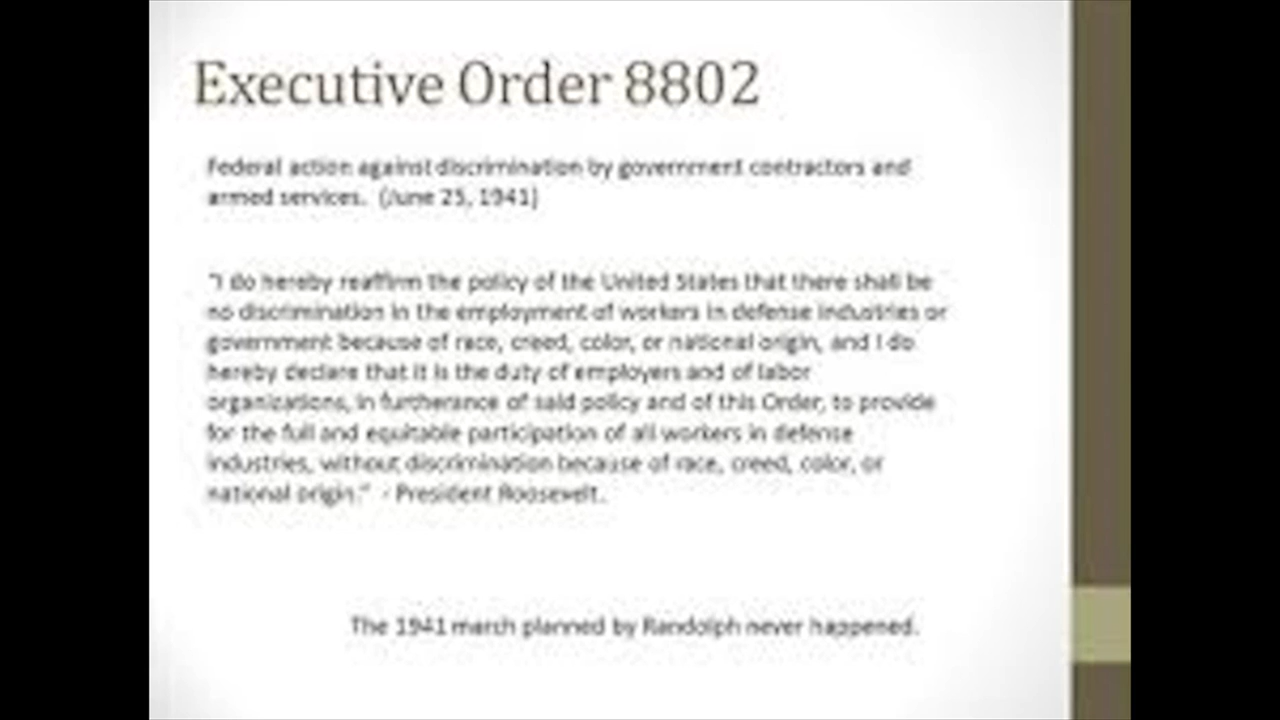 Executive Order 8802
Federal action against discrimination by government contractors and
armed services. (June 25, 1941)
"I do hereby reaffirm the policy of the United States that there shall be
no discrimination in the employment of workers in defense industries or
government because of race, creed, color, or national origin, and I do
hereby declare that it is the duty of employers and of labor
organizations, in furtherance of said policy and of this Order, to provide
for the full and equitable participation of all workers in defense
industries, without discrimination because of race, creed, color, or
national origin." - President Roosevelt.
The 1941 march planned by Randolph never happened.